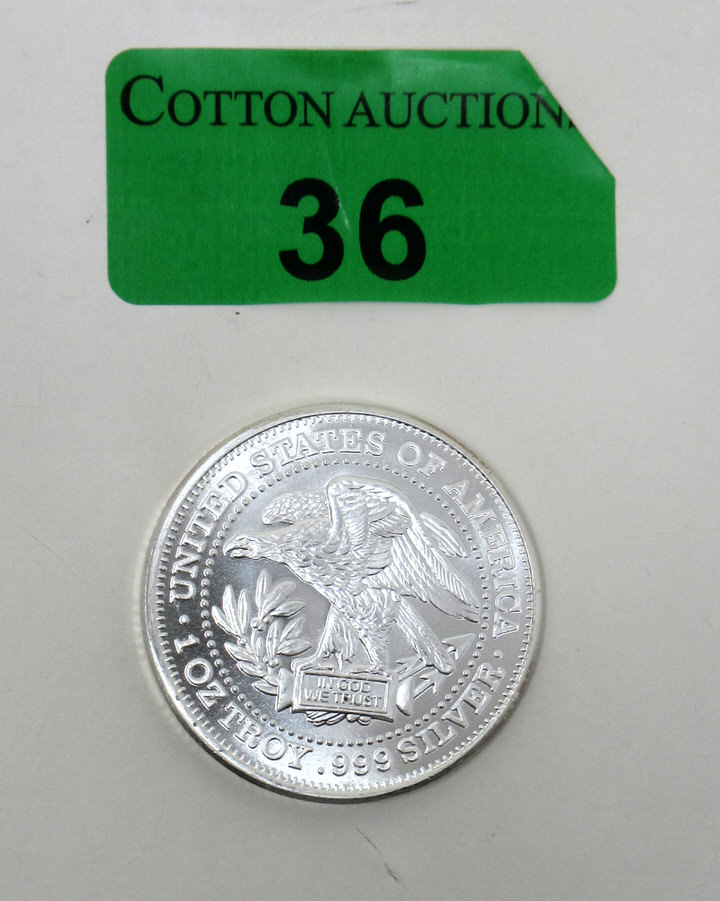 COTTON AUCTION
36
· UNITED STATES OF AMERICA ·
1 OZ TROY . 999 SILVER
IN GOD
WE TRUST